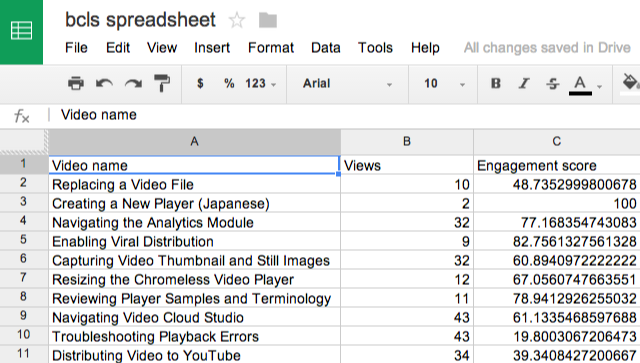 bcls spreadsheet
File Edit View Insert Format Data Tools Help All changes saved in Drive
$ % 123 Arial 10 B I S A
fx Video name
A B C
1 Video name Views Engagement score
2 Replacing a Video File 10 48.7352999800678
3 Creating a New Player (Japanese) 2 100
4 Navigating the Analytics Module 32 77.168354743083
5 Enabling Viral Distribution 9 82.7561327561328
6 Capturing Video Thumbnail and Still Images 32 60.8940972222222
7 Resizing the Chromeless Video Player 12 67.0560747663551
8 Reviewing Player Samples and Terminology 11 78.9412926255032
9 Navigating Video Cloud Studio 43 61.1335468597688
10 Troubleshooting Playback Errors 43 19.8003067206473
11 Distributing Video to YouTube 34 39.3408427200667